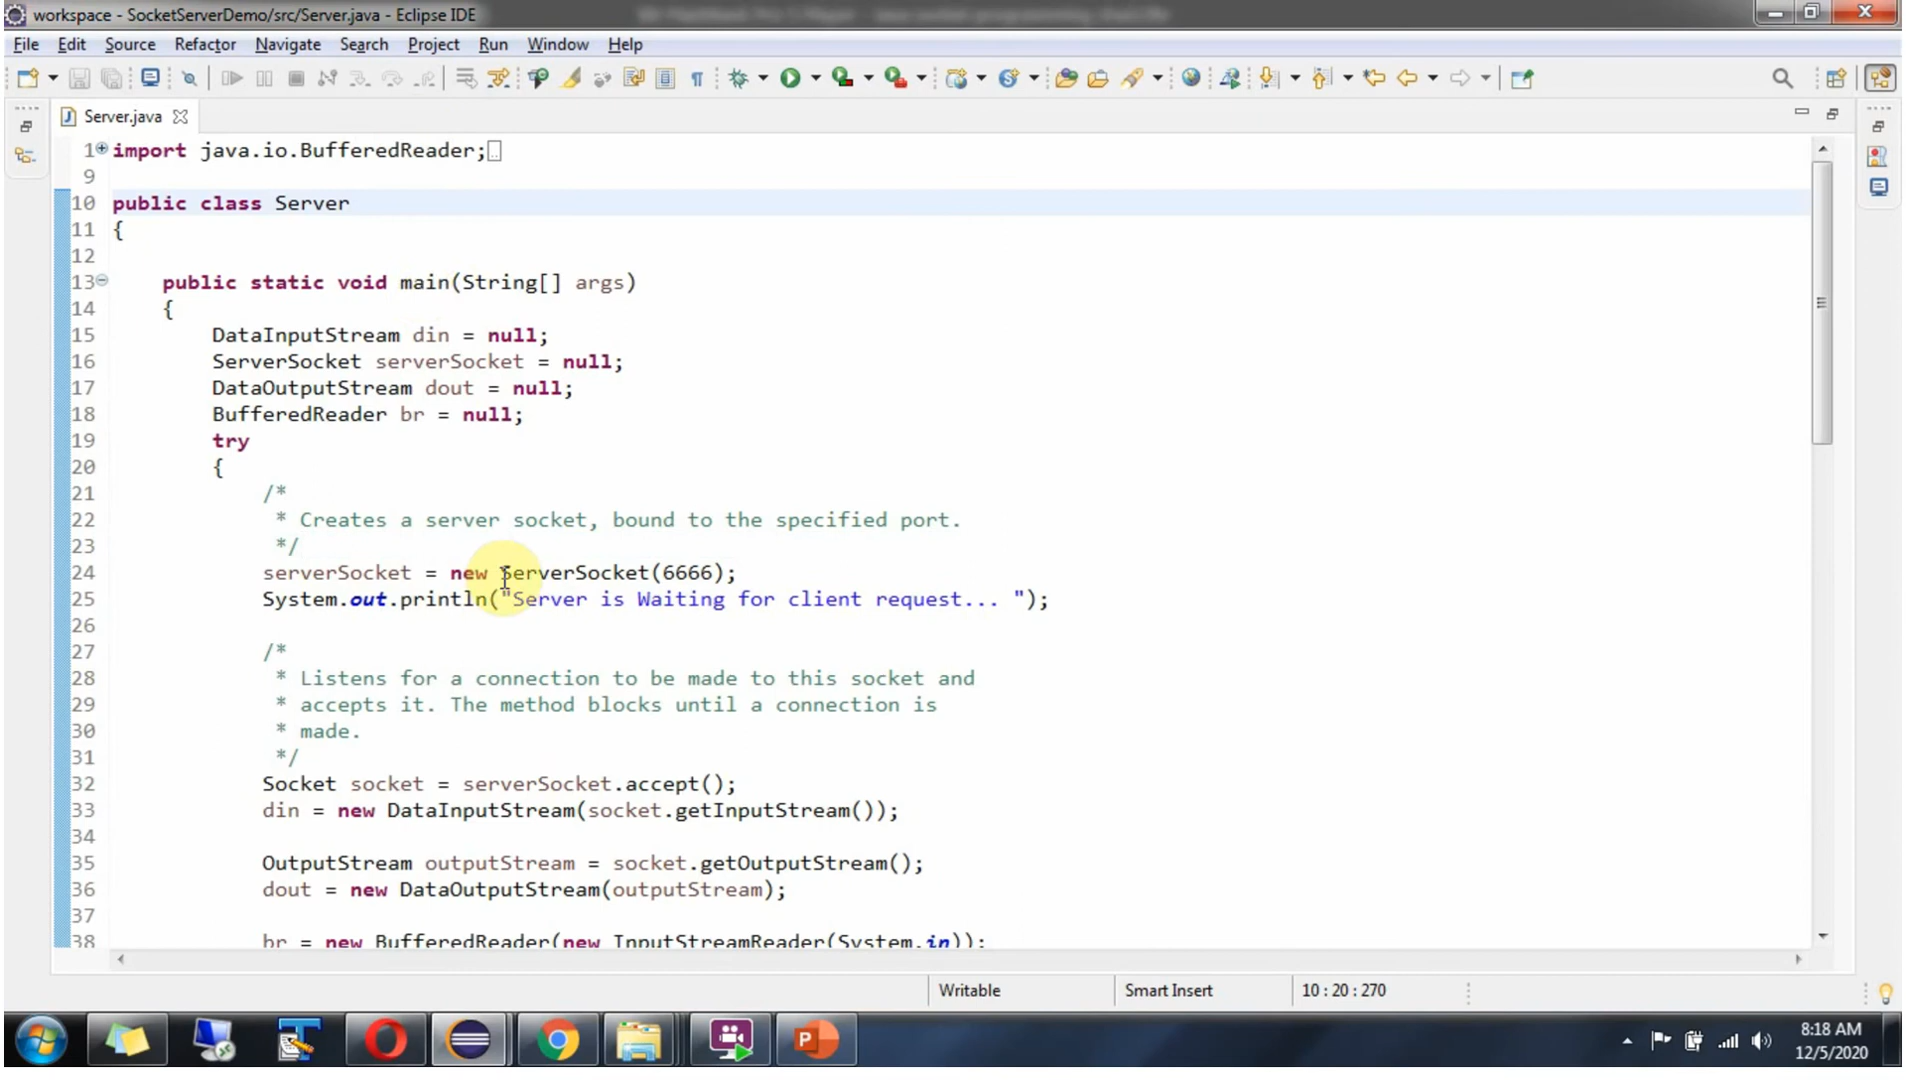 workspace - SocketServerDemo/src/Server.java - Eclipse IDE
File Edit Source Refactor Navigate Search Project Run Window Help
Server.java
1 import java.io.BufferedReader;
9
10 public class Server
11 {
12
13 public static void main(String[] args)
14 {
15 DataInputStream din = null;
16 ServerSocket serverSocket = null;
17 DataOutputStream dout = null;
18 BufferedReader br = null;
19 try
20 {
21 /*
22 * Creates a server socket, bound to the specified port.
23 */
24 serverSocket = new ServerSocket(6666);
25 System.out.println("Server is Waiting for client request... ");
26
27 /*
28 * Listens for a connection to be made to this socket and
29 * accepts it. The method blocks until a connection is
30 * made.
31 */
32 Socket socket = serverSocket.accept();
33 din = new DataInputStream(socket.getInputStream());
34
35 OutputStream outputStream = socket.getOutputStream();
36 dout = new DataOutputStream(outputStream);
37
38 br = new BufferedReader(new InputStreamReader(System.in));
Writable Smart Insert 10 : 20 : 270
8:18 AM
12/5/2020